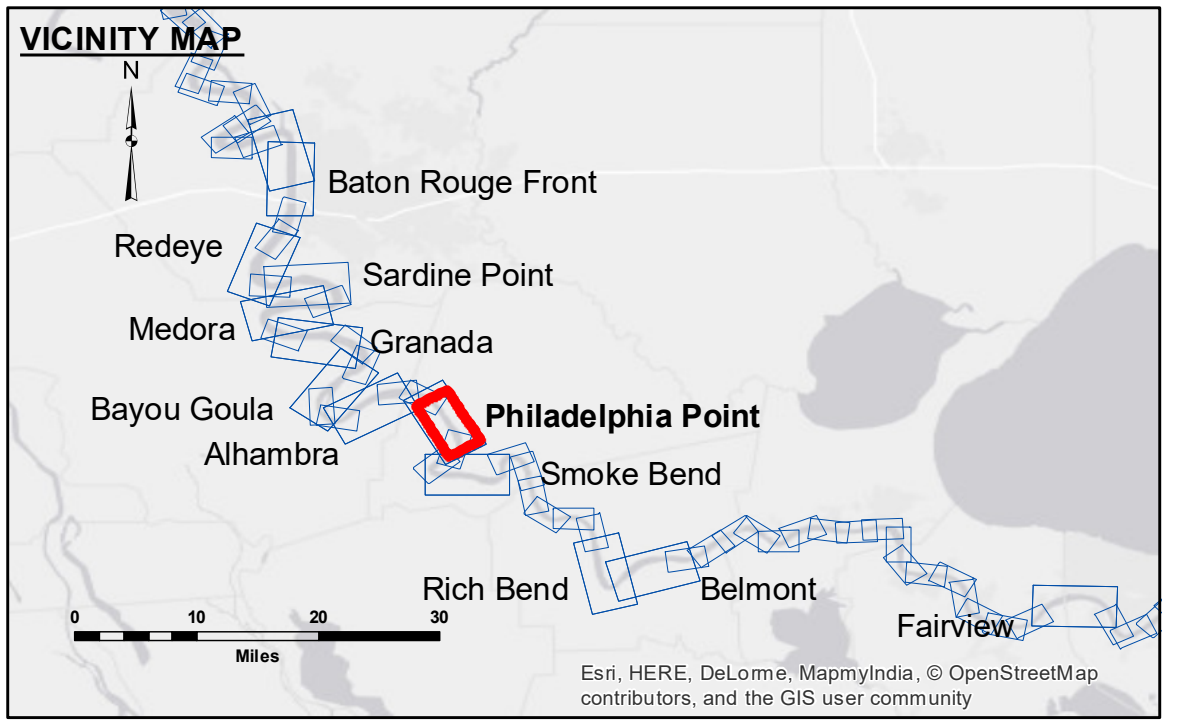 VICINITY MAP
N
Baton Rouge Front
Redeye
Sardine Point
Medora
Granada
Bayou Goula
Philadelphia Point
Alhambra
Smoke Bend
Rich Bend
Belmont
Fairview
0 10 20 30
Miles
Esri, HERE, DeLorme, MapmyIndia, © OpenStreetMap
contributors, and the GIS user community